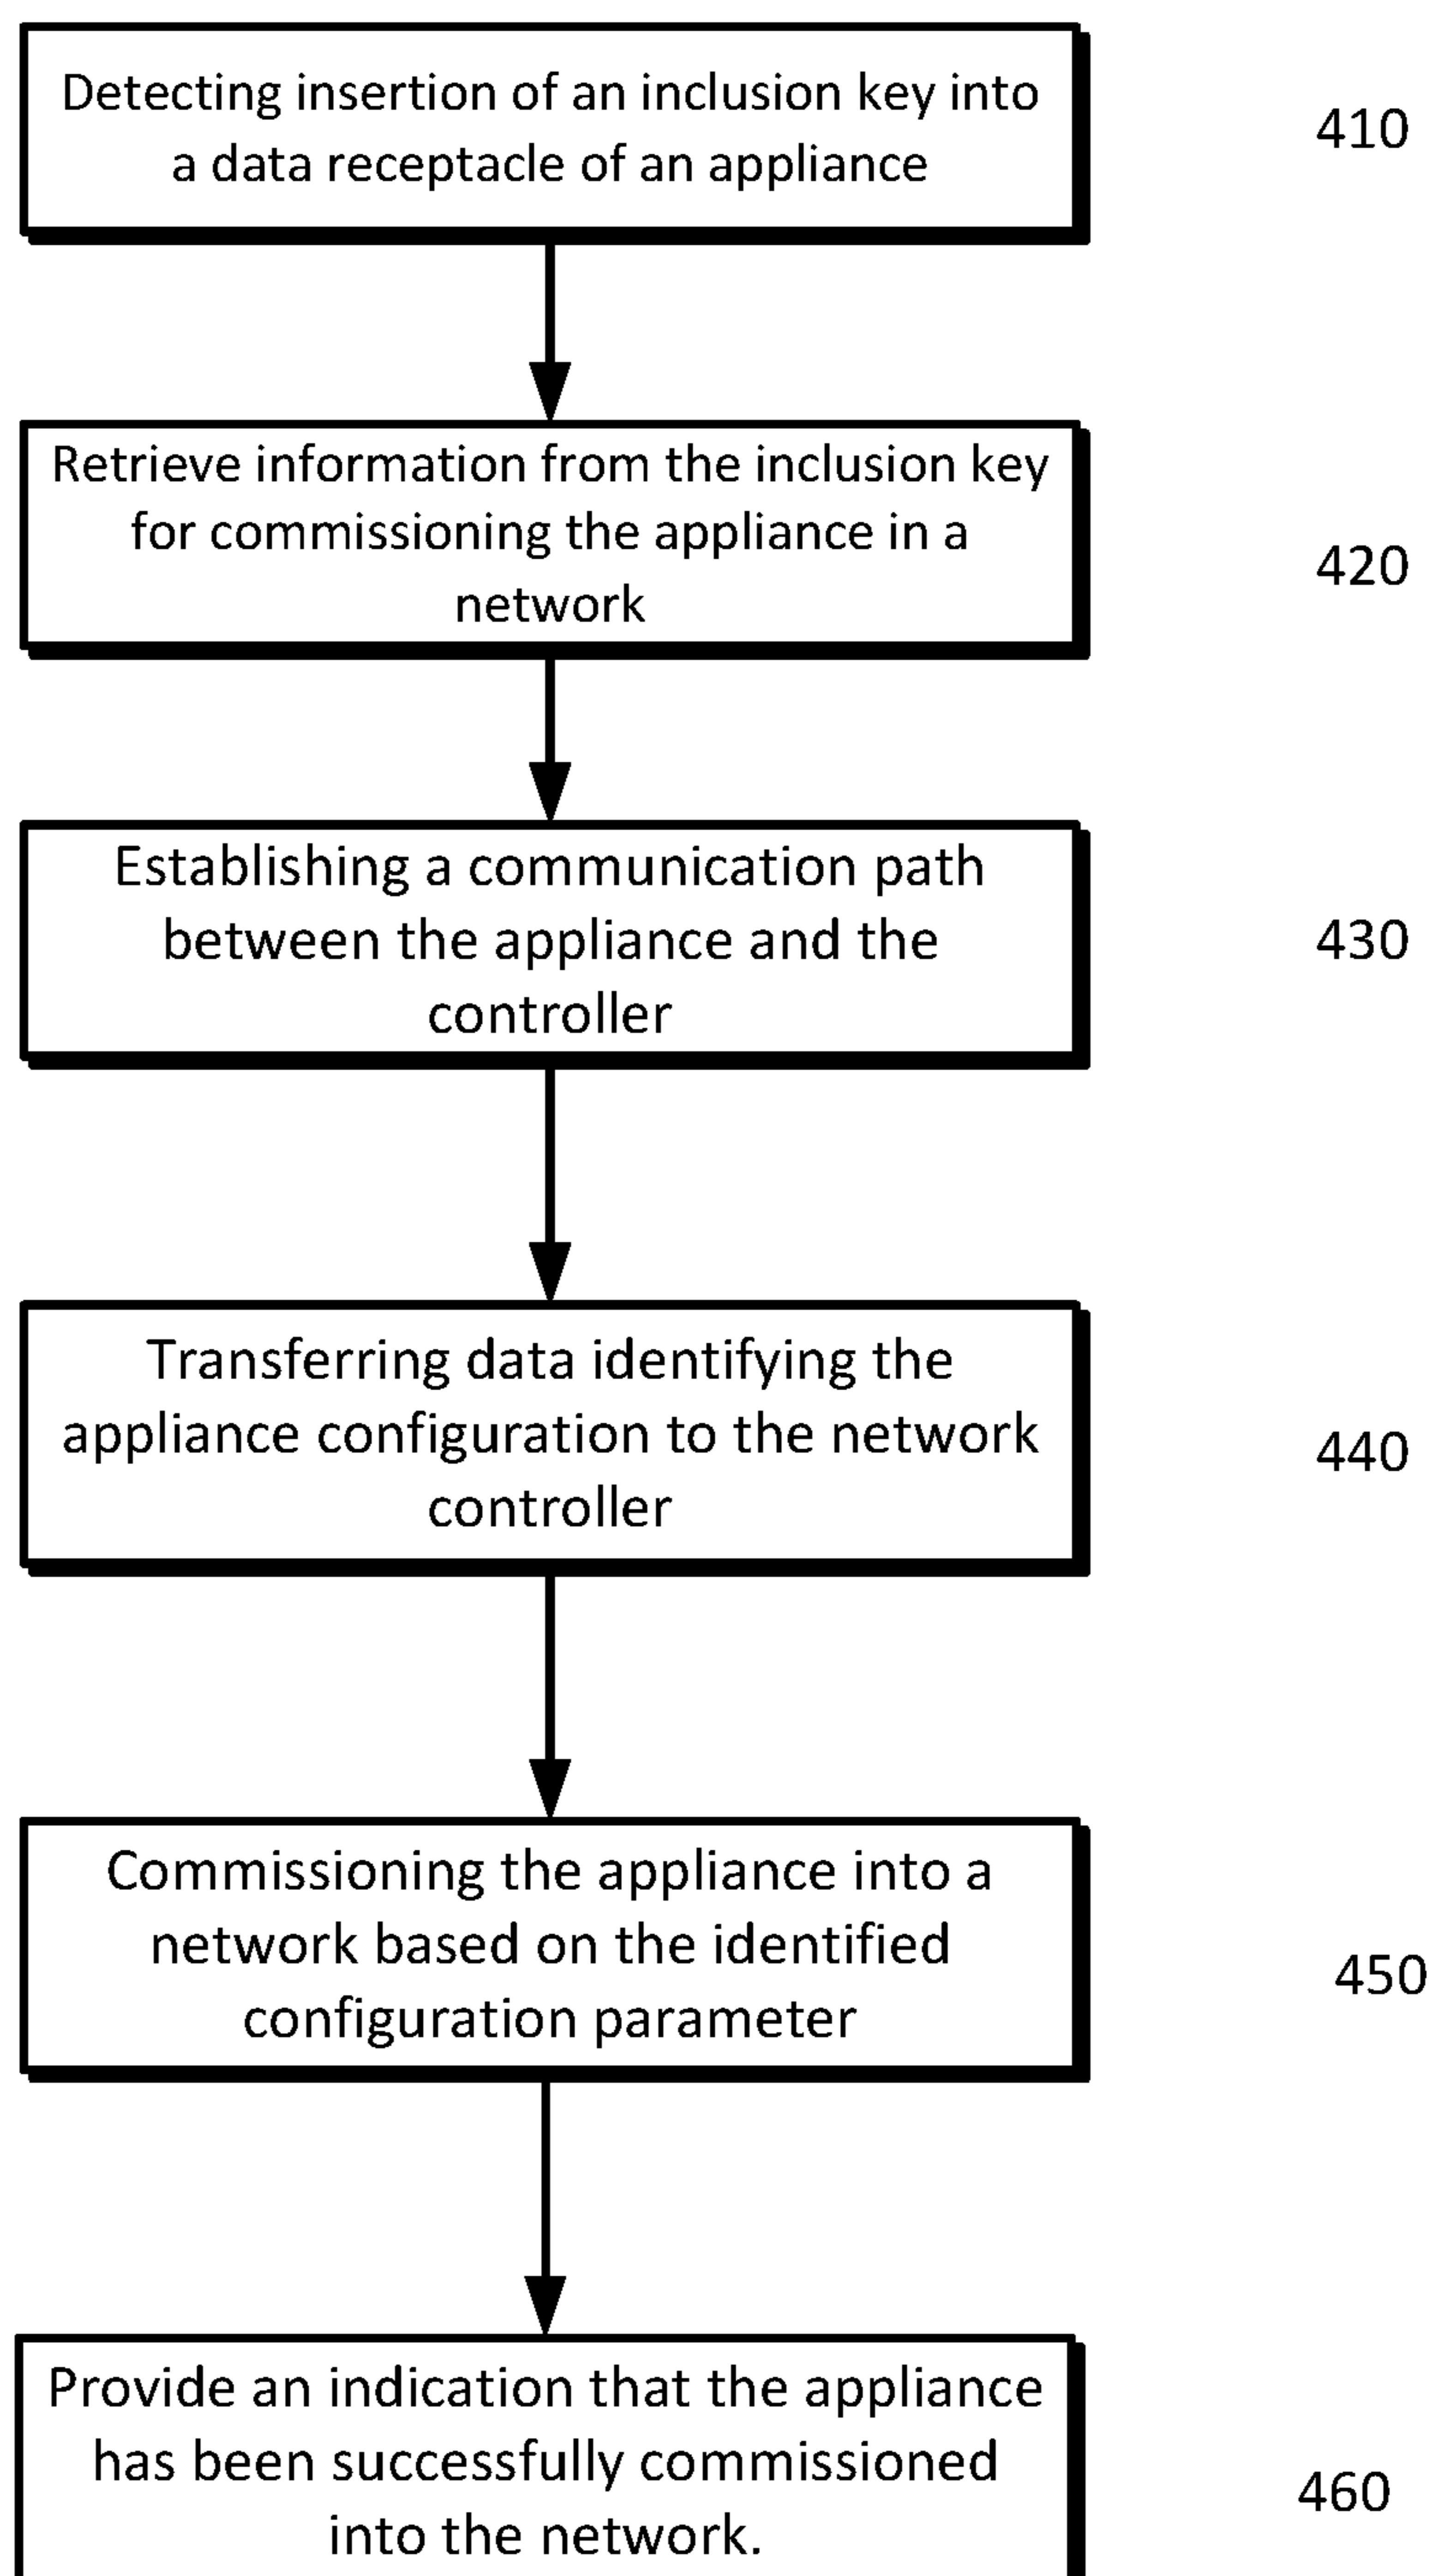 Detecting insertion of an inclusion key into
a data receptacle of an appliance
410
Retrieve information from the inclusion key
for commissioning the appliance in a
network
420
Establishing a communication path
between the appliance and the
controller
430
Transferring data identifying the
appliance configuration to the network
controller
440
Commissioning the appliance into a
network based on the identified
configuration parameter
450
Provide an indication that the appliance
has been successfully commissioned
into the network.
460